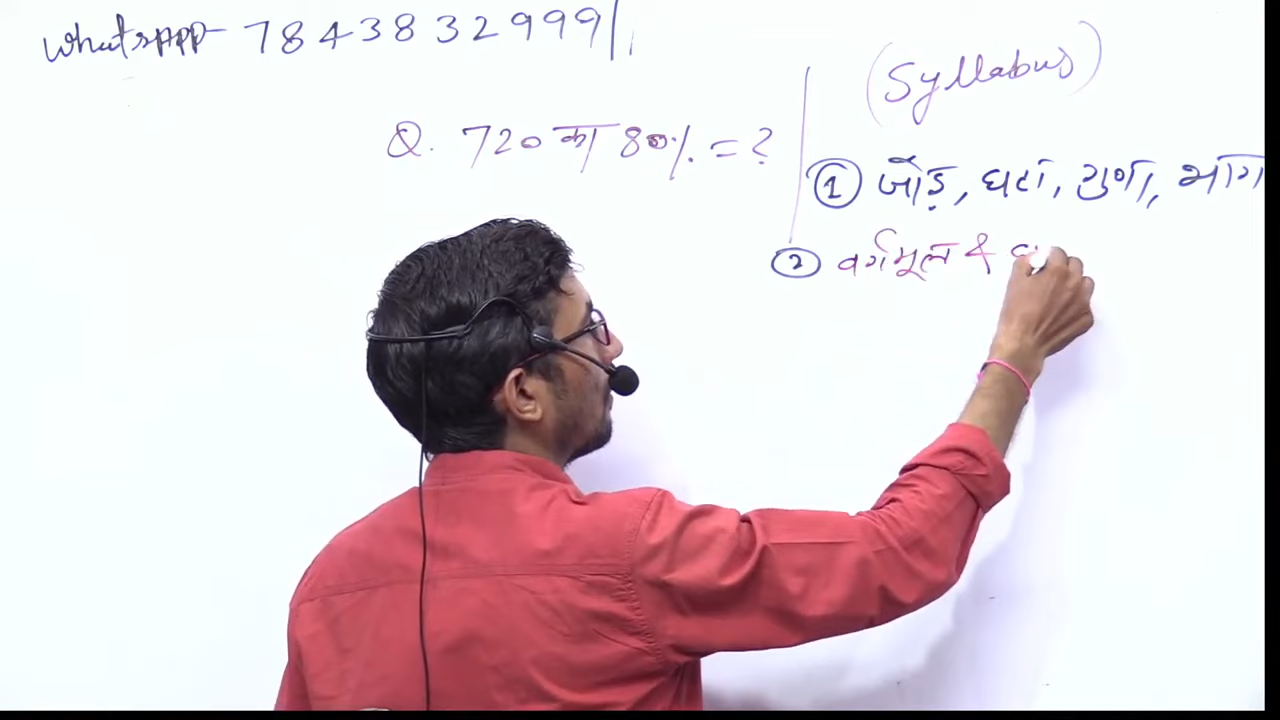 Whatsapp - 7843832999
(Syllabus)
Q. 720 का 80% = ?
① जोड़, घटा, गुणा, भाग
② वर्गमूल &